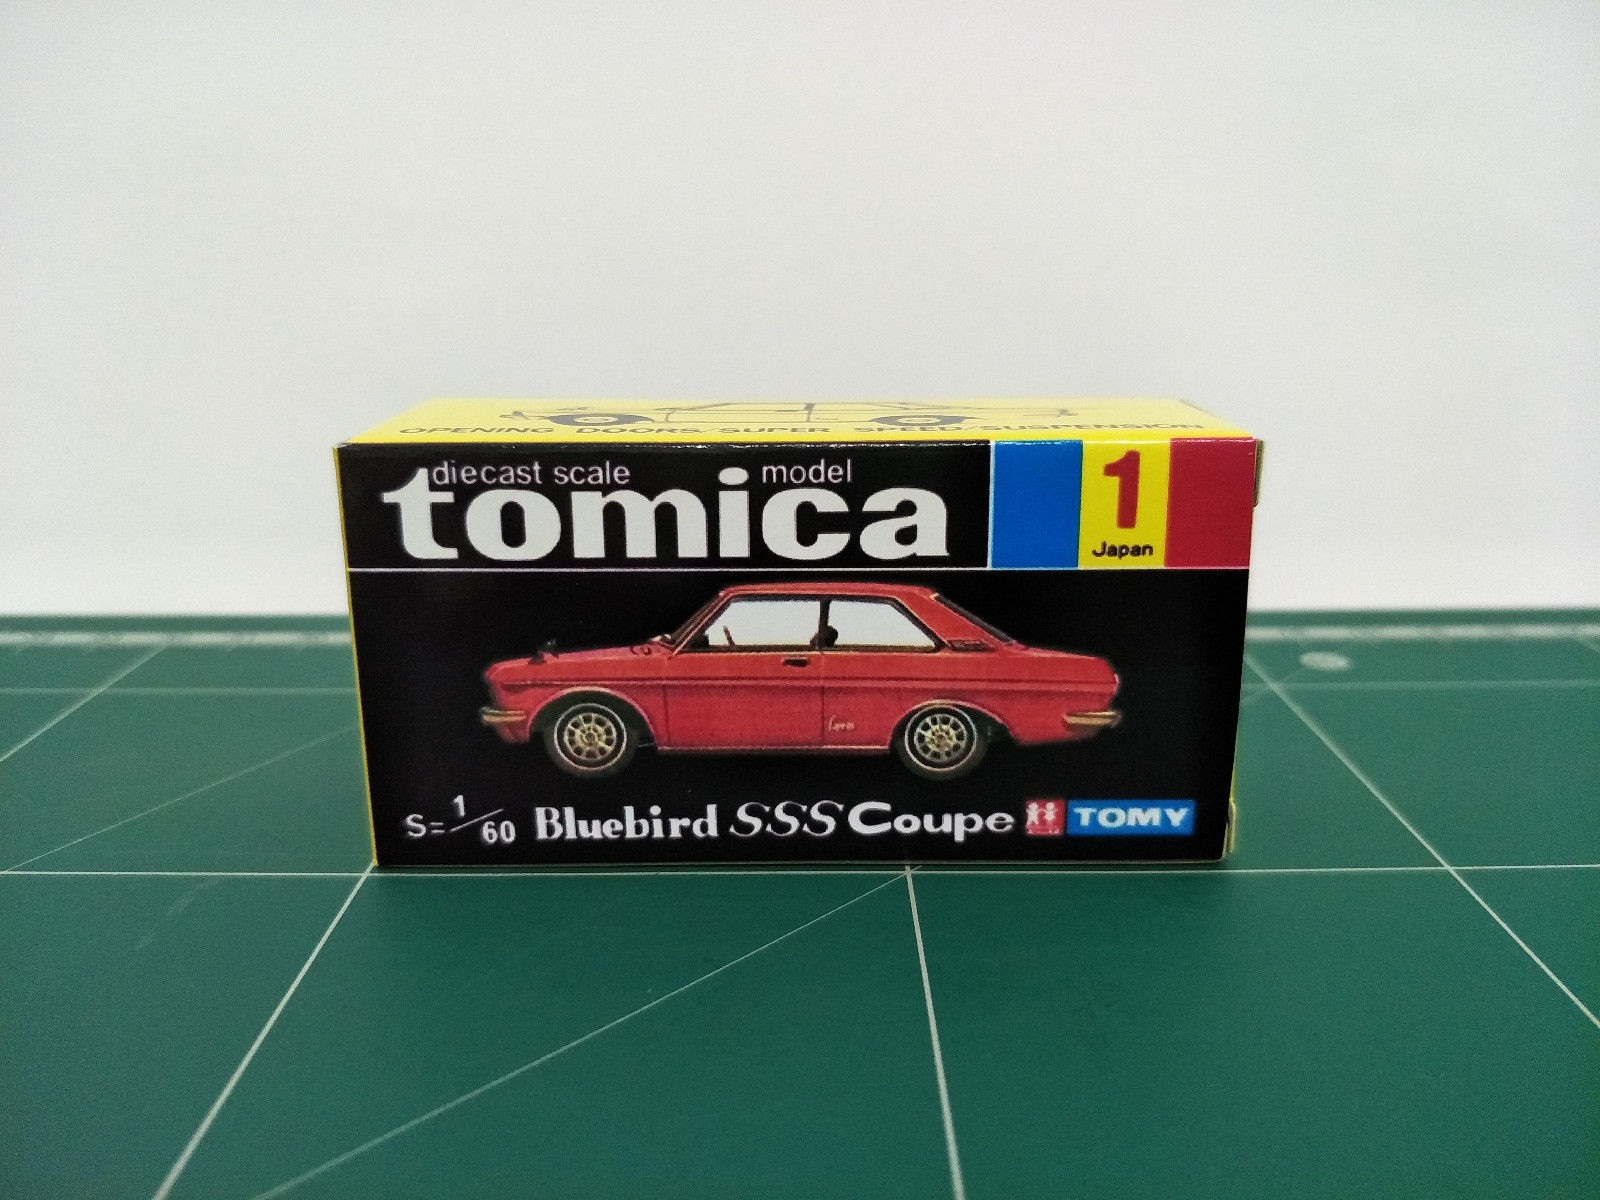 OPENING DOORS/SUPER SPEED/SUSPENSION
diecast scale model
tomica
1
Japan
S=1/60 Bluebird SSS Coupe TOMY